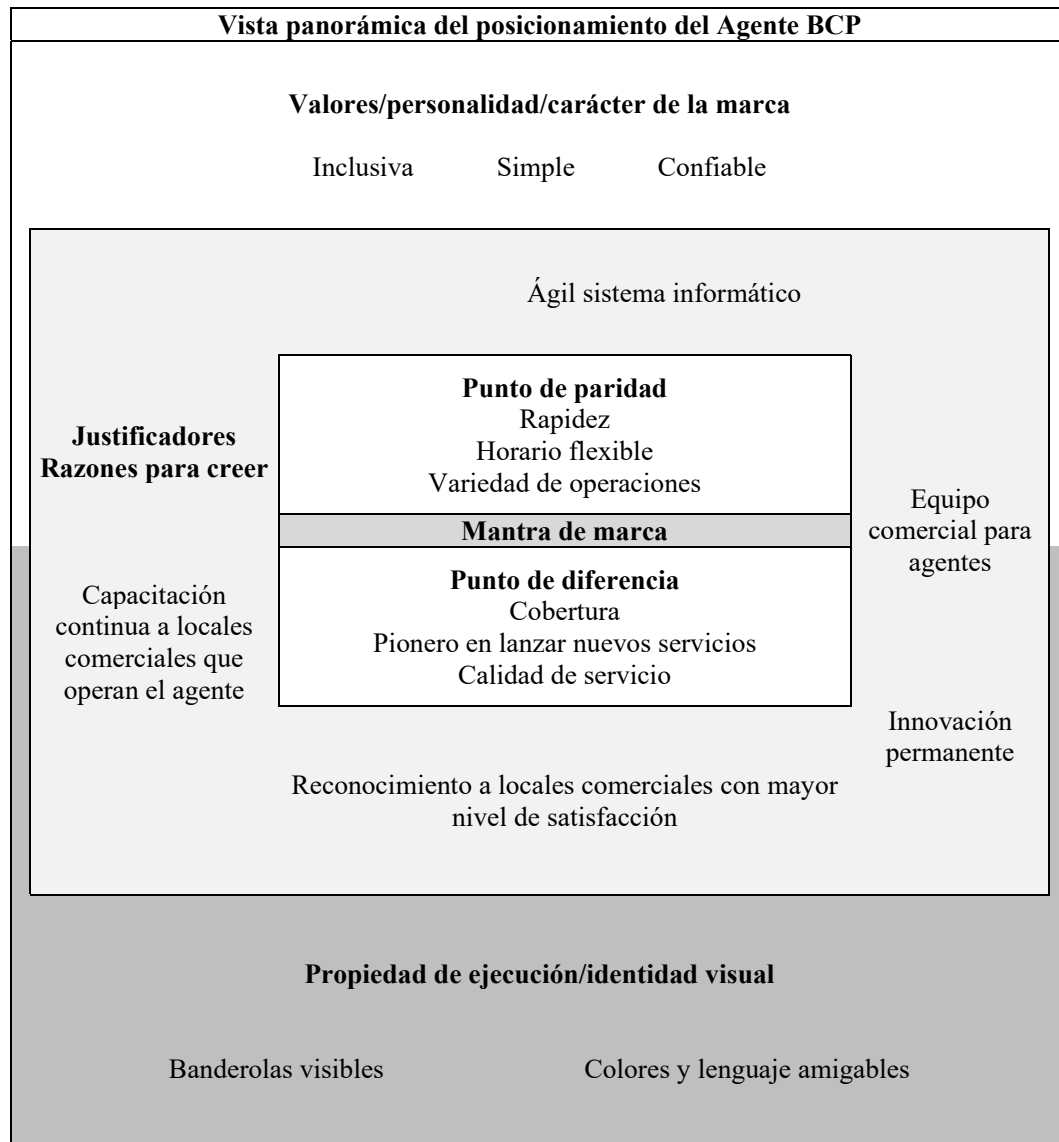 Vista panorámica del posicionamiento del Agente BCP
Valores/personalidad/carácter de la marca
Inclusiva Simple Confiable
Ágil sistema informático
Justificadores
Razones para creer
Punto de paridad
Rapidez
Horario flexible
Variedad de operaciones
Mantra de marca
Punto de diferencia
Cobertura
Pionero en lanzar nuevos servicios
Calidad de servicio
Equipo
comercial para
agentes
Capacitación
continua a locales
comerciales que
operan el agente
Innovación
permanente
Reconocimiento a locales comerciales con mayor
nivel de satisfacción
Propiedad de ejecución/identidad visual
Banderolas visibles Colores y lenguaje amigables